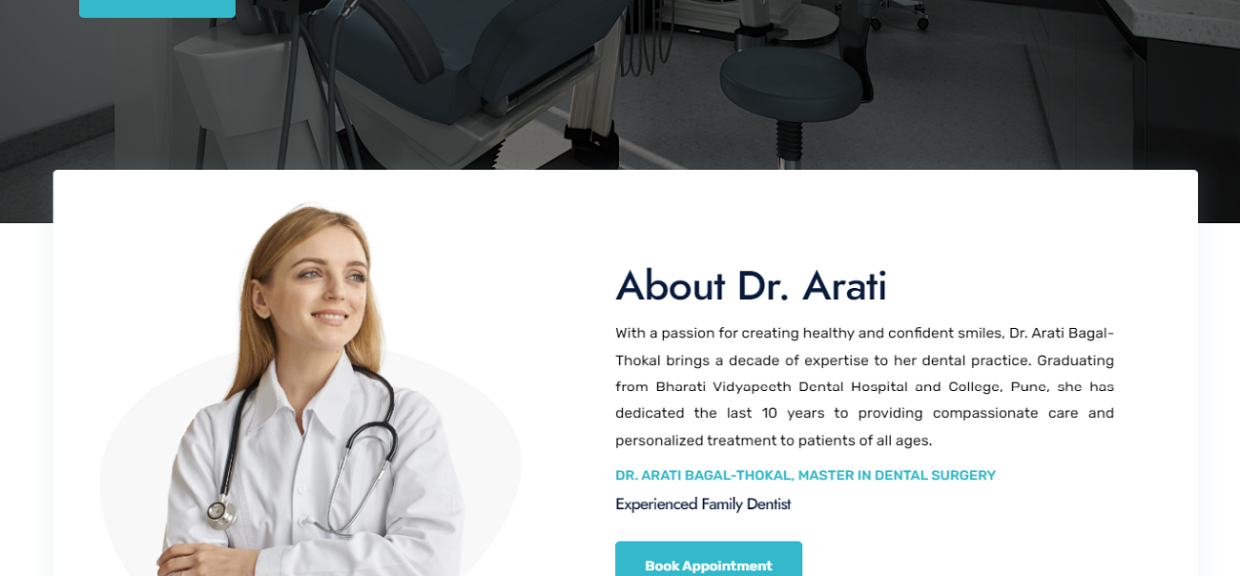 About Dr. Arati
With a passion for creating healthy and confident smiles, Dr. Arati Bagal-
Thokal brings a decade of expertise to her dental practice. Graduating
from Bharati Vidyapeeth Dental Hospital and College, Pune, she has
dedicated the last 10 years to providing compassionate care and
personalized treatment to patients of all ages.
DR. ARATI BAGAL-THOKAL, MASTER IN DENTAL SURGERY
Experienced Family Dentist
Book Appointment